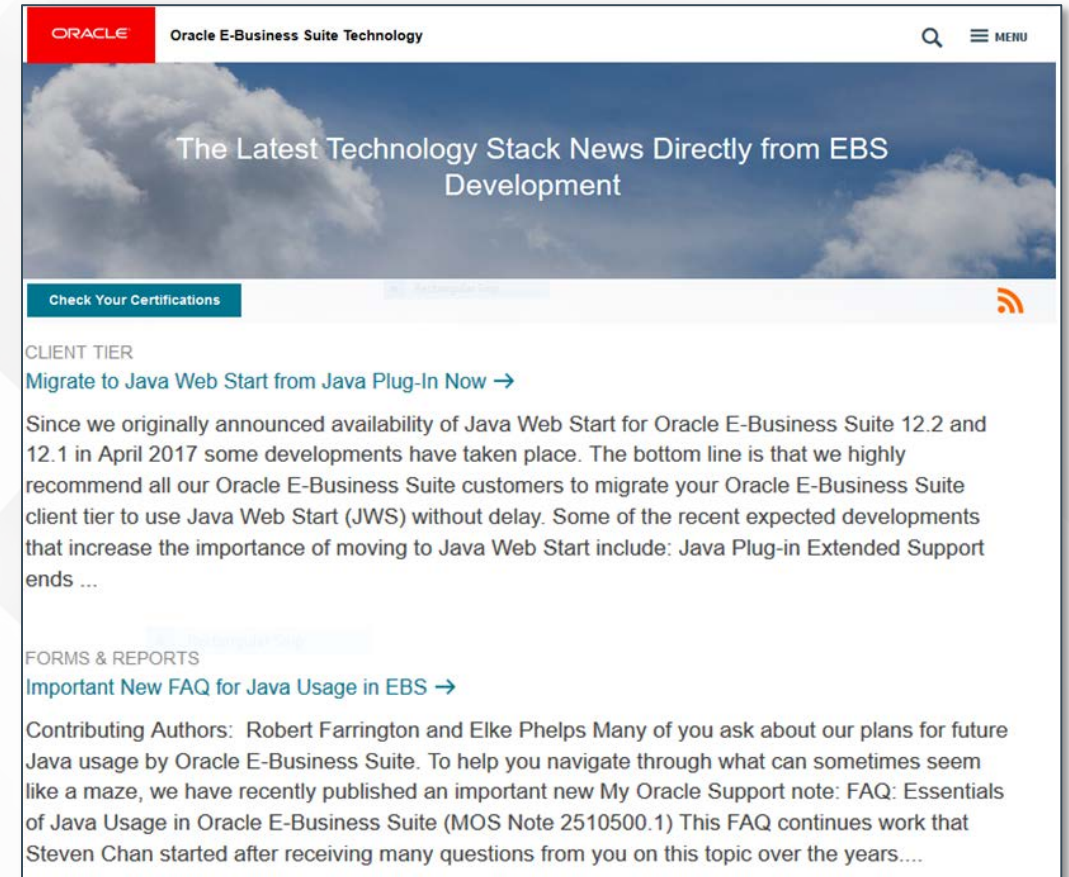 ORACLE
Oracle E-Business Suite Technology
MENU
The Latest Technology Stack News Directly from EBS
Development
Rectangular Snip
Check Your Certifications
CLIENT TIER
Migrate to Java Web Start from Java Plug-In Now →
Since we originally announced availability of Java Web Start for Oracle E-Business Suite 12.2 and
12.1 in April 2017 some developments have taken place. The bottom line is that we highly
recommend all our Oracle E-Business Suite customers to migrate your Oracle E-Business Suite
client tier to use Java Web Start (JWS) without delay. Some of the recent expected developments
that increase the importance of moving to Java Web Start include: Java Plug-in Extended Support
ends ...
Rectangular Snip
FORMS & REPORTS
Important New FAQ for Java Usage in EBS →
Contributing Authors: Robert Farrington and Elke Phelps Many of you ask about our plans for future
Java usage by Oracle E-Business Suite. To help you navigate through what can sometimes seem
like a maze, we have recently published an important new My Oracle Support note: FAQ: Essentials
of Java Usage in Oracle E-Business Suite (MOS Note 2510500.1) This FAQ continues work that
Steven Chan started after receiving many questions from you on this topic over the years....